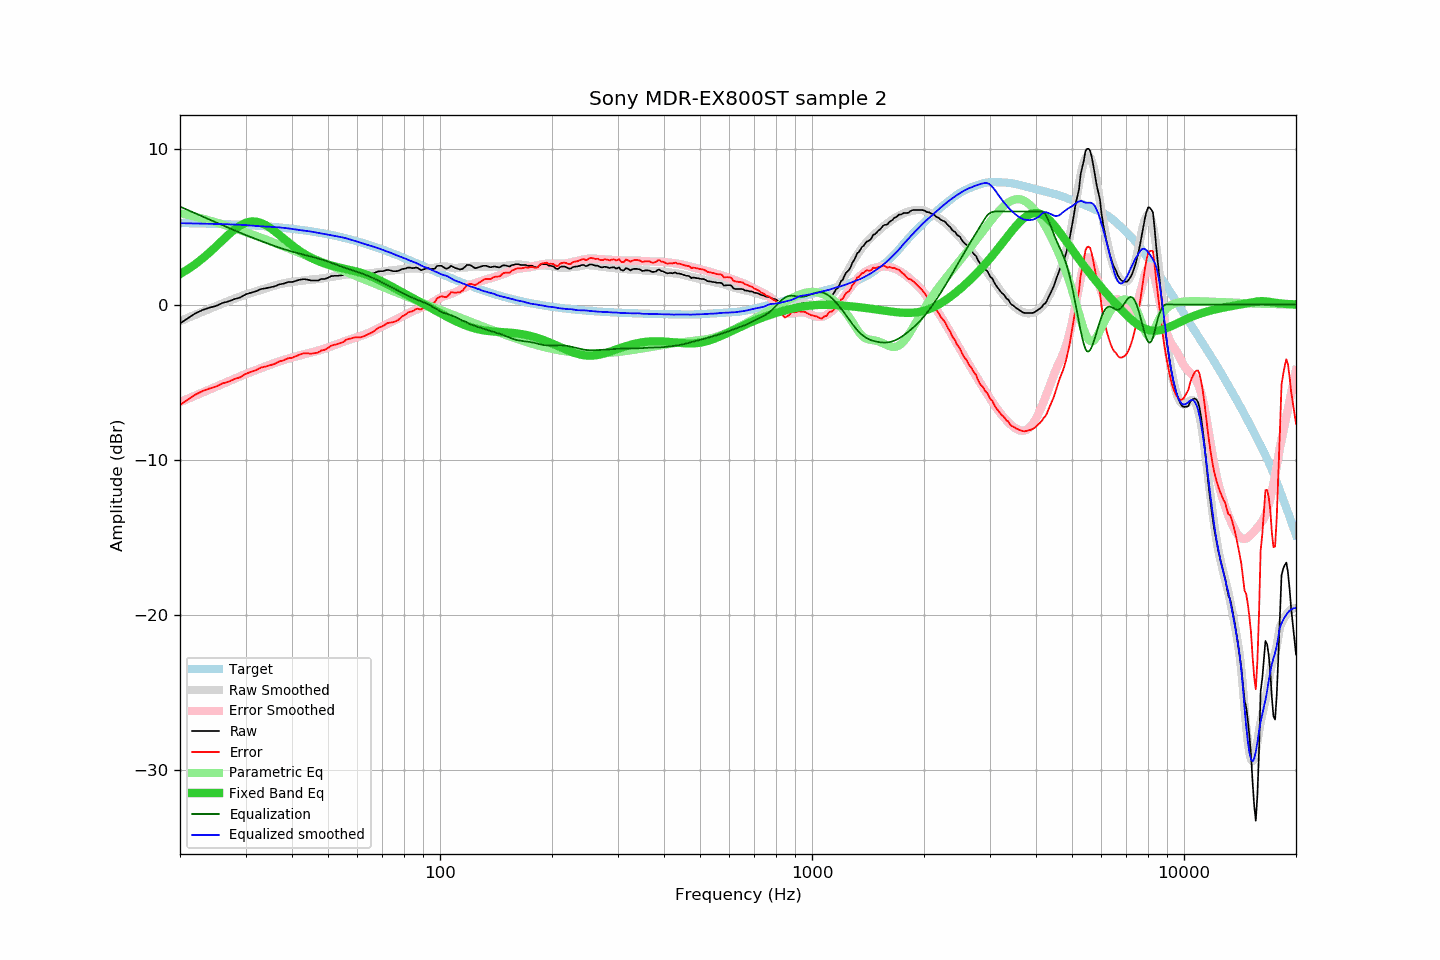 Sony MDR-EX800ST sample 2
10
0
−10
−20
−30
Amplitude (dBr)
Target
Raw Smoothed
Error Smoothed
Raw
Error
Parametric Eq
Fixed Band Eq
Equalization
Equalized smoothed
100
1000
10000
Frequency (Hz)